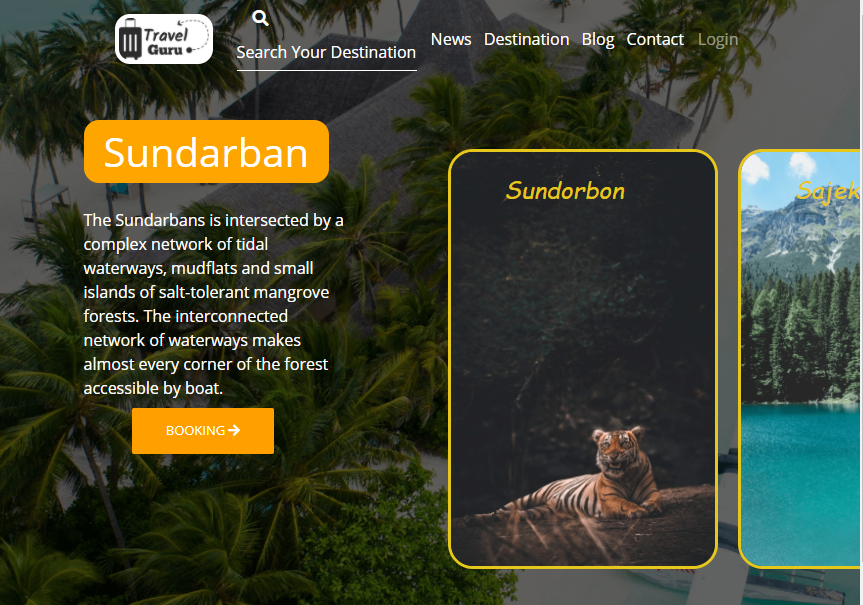 Travel
Guru
Search Your Destination
News Destination Blog Contact Login
Sundarban
The Sundarbans is intersected by a
complex network of tidal
waterways, mudflats and small
islands of salt-tolerant mangrove
forests. The interconnected
network of waterways makes
almost every corner of the forest
accessible by boat.
BOOKING
Sundorbon
Sajek